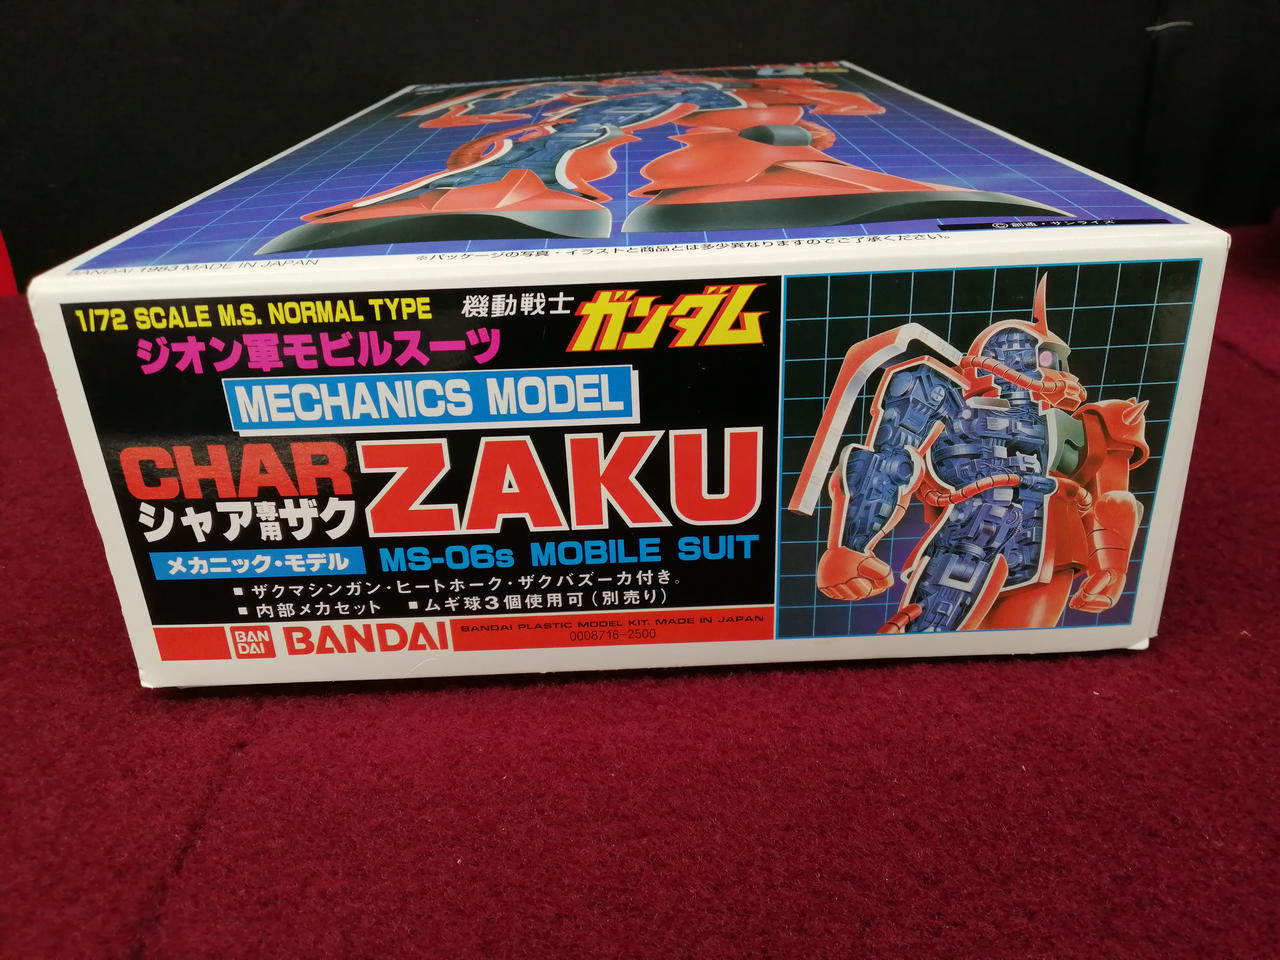 BANDAI 1983 MADE IN JAPAN
※パッケージの写真・イラストと商品とは多少異なりますのでご了承ください。
©創通・サンライズ
1/72 SCALE M.S. NORMAL TYPE
機動戦士 ガンダム
ジオン軍モビルスーツ
MECHANICS MODEL
CHAR ZAKU
シャア専用ザク
メカニック・モデル
MS-06s MOBILE SUIT
■ザクマシンガン・ヒートホーク・ザクバズーカ付き。
■内部メカセット ■ムギ球3個使用可(別売り)
BAN
DAI
BANDAI
BANDAI PLASTIC MODEL KIT. MADE IN JAPAN
0008716-2500